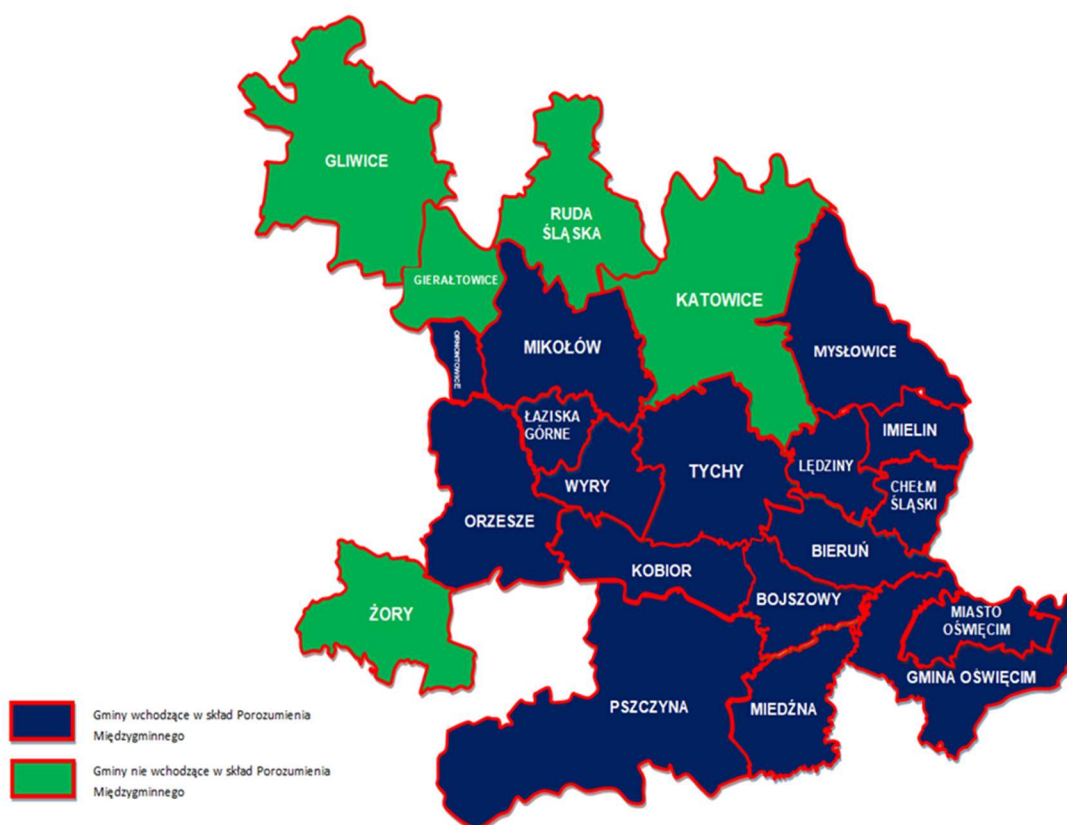 GLIWICE
RUDA
ŚLĄSKA
GIERAŁTOWICE
KATOWICE
ORNONTOWICE
MIKOŁÓW
MYSŁOWICE
ŁAZISKA
GÓRNE
IMIELIN
TYCHY
LĘDZINY
WYRY
CHEŁM
ŚLĄSKI
ORZESZE
BIERUŃ
KOBIOR
BOJSZOWY
ŻORY
MIASTO
OŚWIĘCIM
GMINA OŚWIĘCIM
PSZCZYNA
MIEDŹNA
Gminy wchodzące w skład Porozumienia
Międzygminnego
Gminy nie wchodzące w skład Porozumienia
Międzygminnego